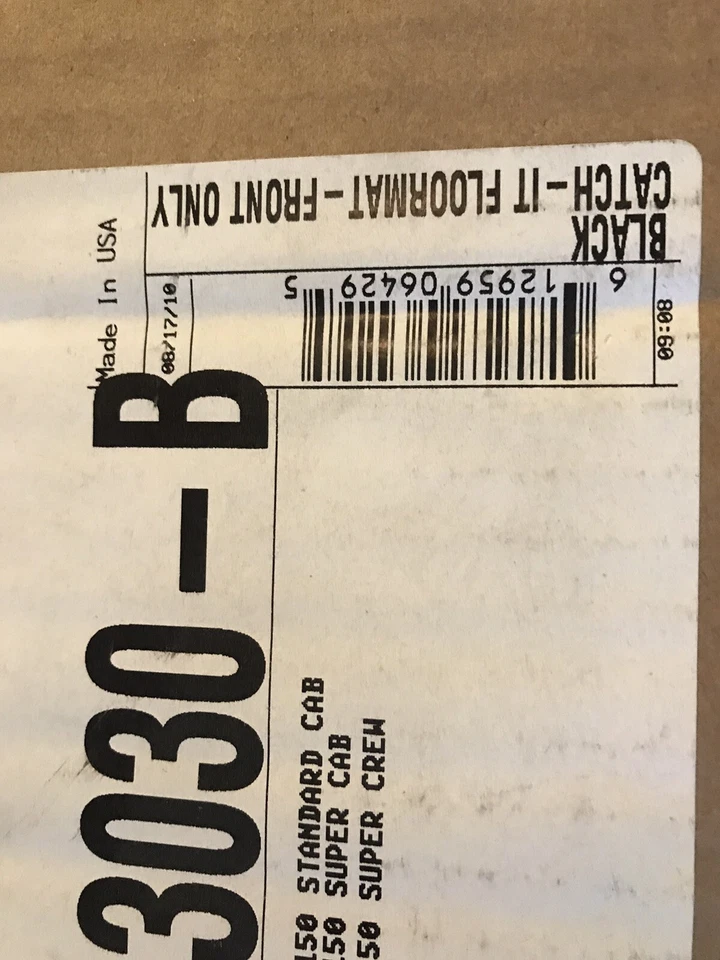 Made In USA
08/17/10
09:08
6 12959 06429 5
BLACK
CATCH-IT FLOORMAT-FRONT ONLY
3030-B
150 STANDARD CAB
150 SUPER CAB
50 SUPER CREW